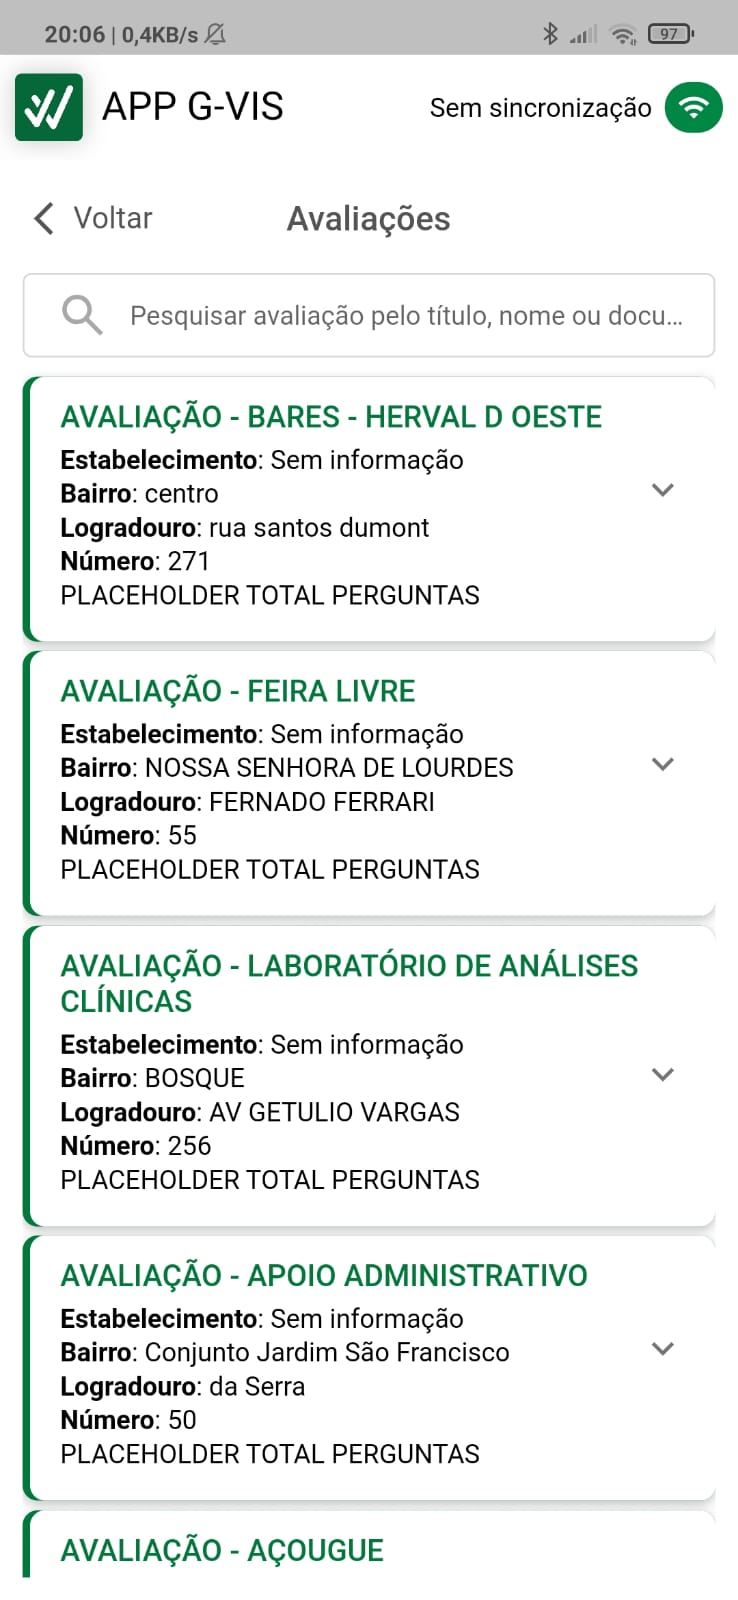 20:06 | 0,4KB/s
97
APP G-VIS
Sem sincronização
Voltar
Avaliações
Pesquisar avaliação pelo título, nome ou docu...
AVALIAÇÃO - BARES - HERVAL D OESTE
Estabelecimento: Sem informação
Bairro: centro
Logradouro: rua santos dumont
Número: 271
PLACEHOLDER TOTAL PERGUNTAS
AVALIAÇÃO - FEIRA LIVRE
Estabelecimento: Sem informação
Bairro: NOSSA SENHORA DE LOURDES
Logradouro: FERNADO FERRARI
Número: 55
PLACEHOLDER TOTAL PERGUNTAS
AVALIAÇÃO - LABORATÓRIO DE ANÁLISES
CLÍNICAS
Estabelecimento: Sem informação
Bairro: BOSQUE
Logradouro: AV GETULIO VARGAS
Número: 256
PLACEHOLDER TOTAL PERGUNTAS
AVALIAÇÃO - APOIO ADMINISTRATIVO
Estabelecimento: Sem informação
Bairro: Conjunto Jardim São Francisco
Logradouro: da Serra
Número: 50
PLACEHOLDER TOTAL PERGUNTAS
AVALIAÇÃO - AÇOUGUE